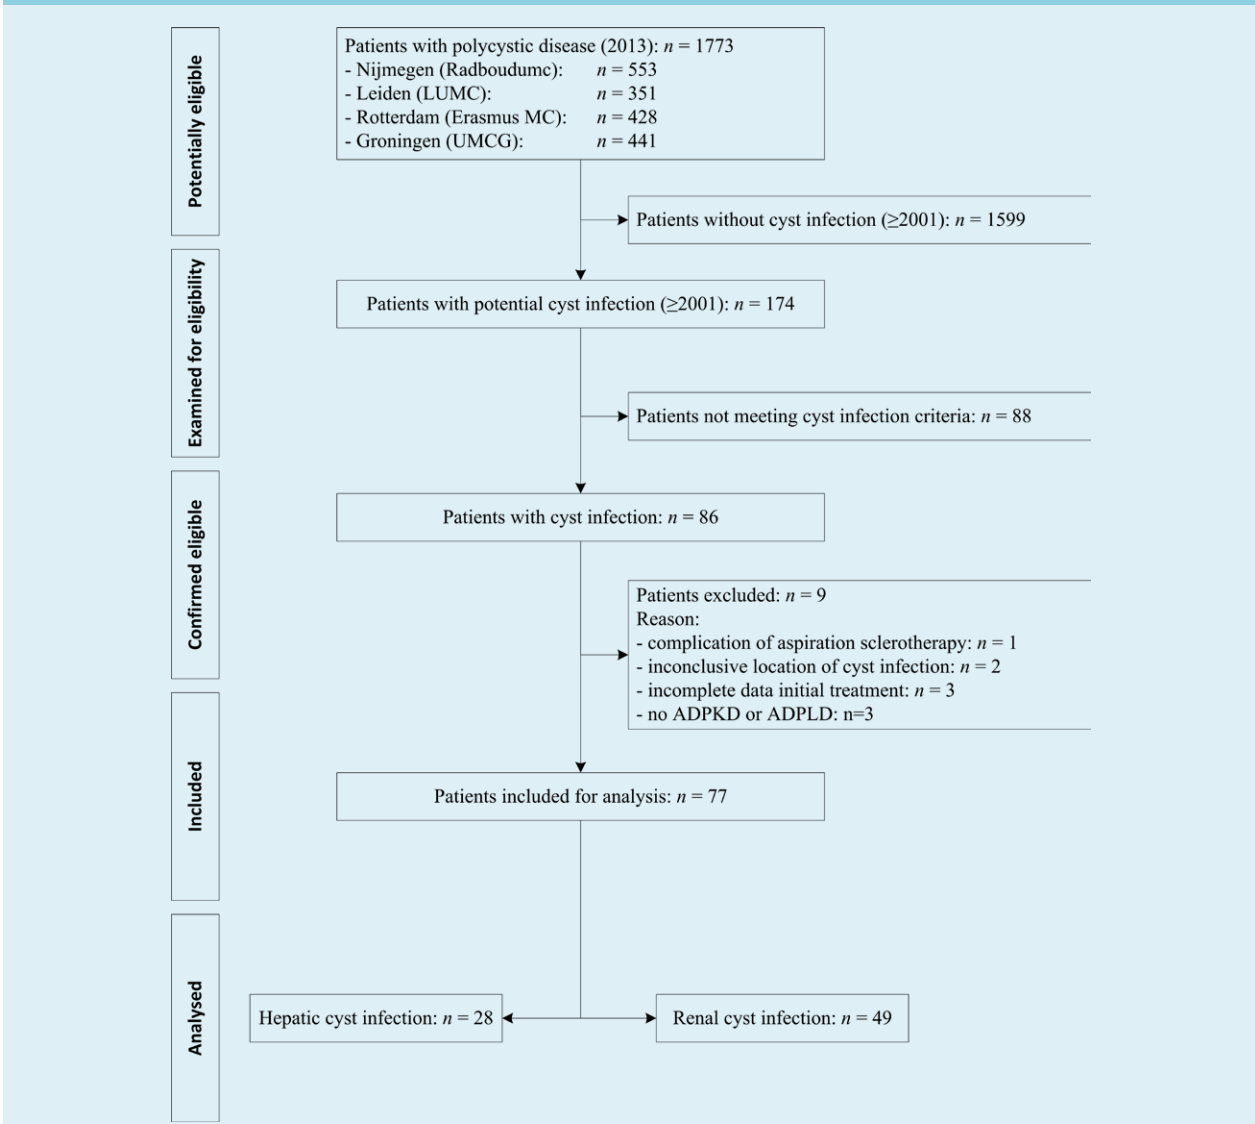 Potentially eligible
Patients with polycystic disease (2013): n = 1773
- Nijmegen (Radboudumc): n = 553
- Leiden (LUMC): n = 351
- Rotterdam (Erasmus MC): n = 428
- Groningen (UMCG): n = 441
Patients without cyst infection (≥2001): n = 1599
Examined for eligibility
Patients with potential cyst infection (≥2001): n = 174
Patients not meeting cyst infection criteria: n = 88
Confirmed eligible
Patients with cyst infection: n = 86
Patients excluded: n = 9
Reason:
- complication of aspiration sclerotherapy: n = 1
- inconclusive location of cyst infection: n = 2
- incomplete data initial treatment: n = 3
- no ADPKD or ADPLD: n=3
Included
Patients included for analysis: n = 77
Analysed
Hepatic cyst infection: n = 28
Renal cyst infection: n = 49